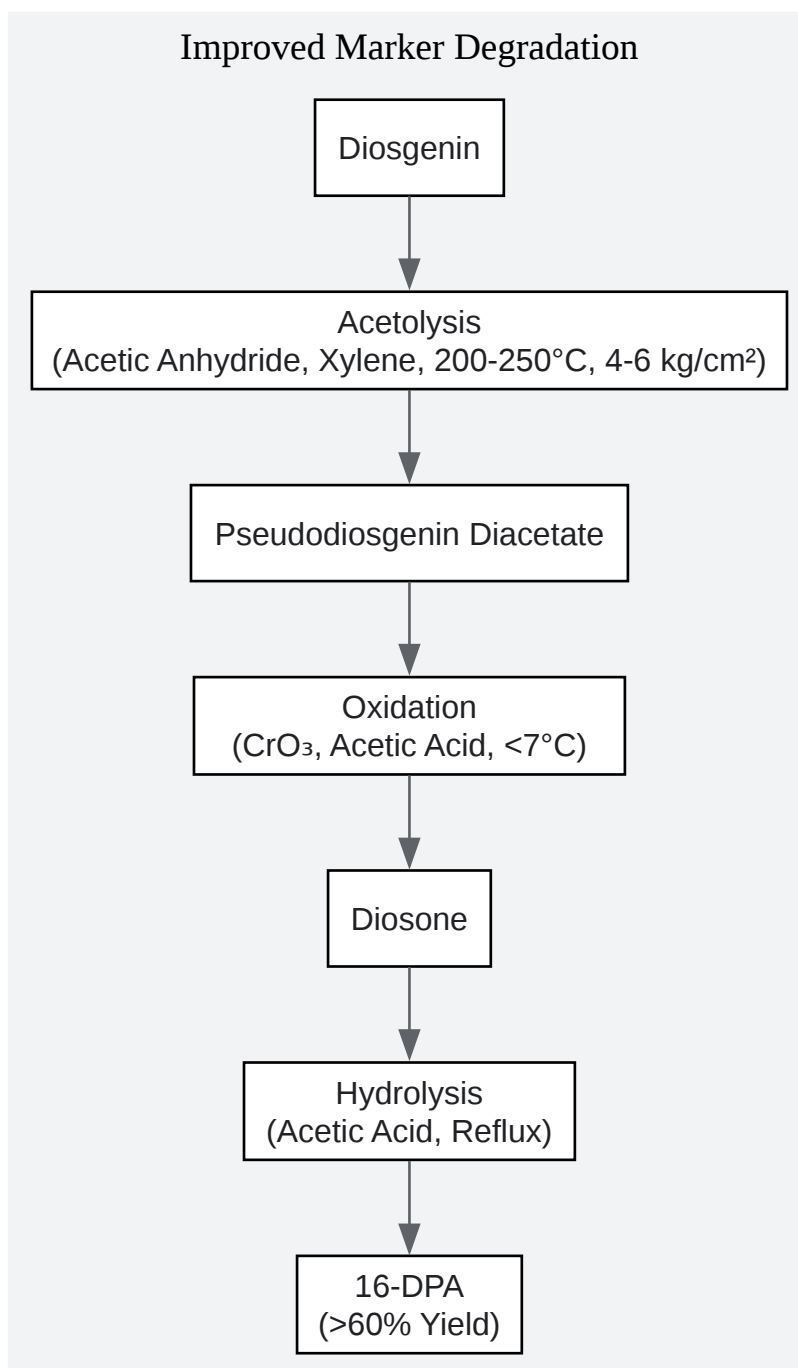 Improved Marker Degradation
Diosgenin
Acetolysis
(Acetic Anhydride, Xylene, 200-250°C, 4-6 kg/cm²)
Pseudodiosgenin Diacetate
Oxidation
(CrO₃, Acetic Acid, <7°C)
Diosone
Hydrolysis
(Acetic Acid, Reflux)
16-DPA
(>60% Yield)